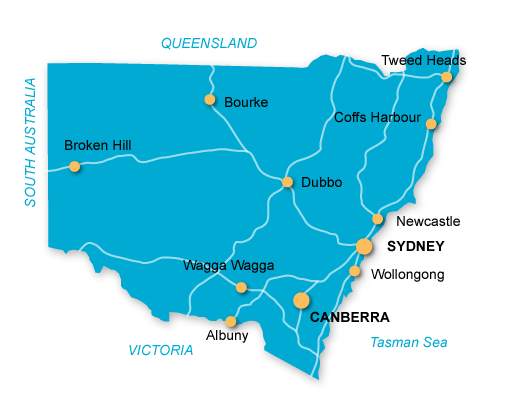 QUEENSLAND
Tweed Heads
SOUTH AUSTRALIA
Bourke
Coffs Harbour
Broken Hill
Dubbo
Newcastle
SYDNEY
Wagga Wagga
Wollongong
CANBERRA
Albuny
Tasman Sea
VICTORIA